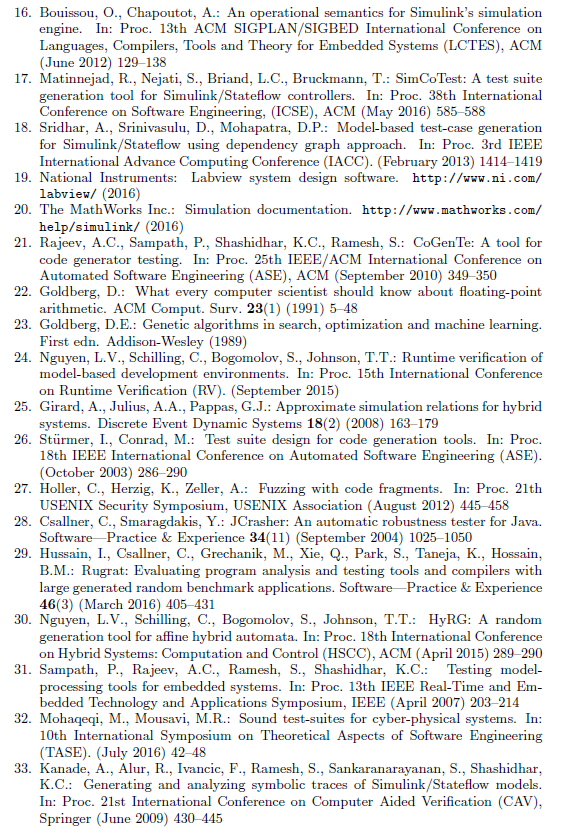 16. Bouissou, O., Chapoutot, A.: An operational semantics for Simulink's simulation
engine. In: Proc. 13th ACM SIGPLAN/SIGBED International Conference on
Languages, Compilers, Tools and Theory for Embedded Systems (LCTES), ACM
(June 2012) 129–138
17. Matinnejad, R., Nejati, S., Briand, L.C., Bruckmann, T.: SimCoTest: A test suite
generation tool for Simulink/Stateflow controllers. In: Proc. 38th International
Conference on Software Engineering, (ICSE), ACM (May 2016) 585–588
18. Sridhar, A., Srinivasulu, D., Mohapatra, D.P.: Model-based test-case generation
for Simulink/Stateflow using dependency graph approach. In: Proc. 3rd IEEE
International Advance Computing Conference (IACC). (February 2013) 1414–1419
19. National Instruments: Labview system design software. http://www.ni.com/
labview/ (2016)
20. The MathWorks Inc.: Simulation documentation. http://www.mathworks.com/
help/simulink/ (2016)
21. Rajeev, A.C., Sampath, P., Shashidhar, K.C., Ramesh, S.: CoGenTe: A tool for
code generator testing. In: Proc. 25th IEEE/ACM International Conference on
Automated Software Engineering (ASE), ACM (September 2010) 349–350
22. Goldberg, D.: What every computer scientist should know about floating-point
arithmetic. ACM Comput. Surv. 23(1) (1991) 5–48
23. Goldberg, D.E.: Genetic algorithms in search, optimization and machine learning.
First edn. Addison-Wesley (1989)
24. Nguyen, L.V., Schilling, C., Bogomolov, S., Johnson, T.T.: Runtime verification of
model-based development environments. In: Proc. 15th International Conference
on Runtime Verification (RV). (September 2015)
25. Girard, A., Julius, A.A., Pappas, G.J.: Approximate simulation relations for hybrid
systems. Discrete Event Dynamic Systems 18(2) (2008) 163–179
26. Stürmer, I., Conrad, M.: Test suite design for code generation tools. In: Proc.
18th IEEE International Conference on Automated Software Engineering (ASE).
(October 2003) 286–290
27. Holler, C., Herzig, K., Zeller, A.: Fuzzing with code fragments. In: Proc. 21th
USENIX Security Symposium, USENIX Association (August 2012) 445–458
28. Csallner, C., Smaragdakis, Y.: JCrasher: An automatic robustness tester for Java.
Software—Practice & Experience 34(11) (September 2004) 1025–1050
29. Hussain, I., Csallner, C., Grechanik, M., Xie, Q., Park, S., Taneja, K., Hossain,
B.M.: Rugrat: Evaluating program analysis and testing tools and compilers with
large generated random benchmark applications. Software—Practice & Experience
46(3) (March 2016) 405–431
30. Nguyen, L.V., Schilling, C., Bogomolov, S., Johnson, T.T.: HyRG: A random
generation tool for affine hybrid automata. In: Proc. 18th International Conference
on Hybrid Systems: Computation and Control (HSCC), ACM (April 2015) 289–290
31. Sampath, P., Rajeev, A.C., Ramesh, S., Shashidhar, K.C.: Testing model-
processing tools for embedded systems. In: Proc. 13th IEEE Real-Time and Em-
bedded Technology and Applications Symposium, IEEE (April 2007) 203–214
32. Mohaqeqi, M., Mousavi, M.R.: Sound test-suites for cyber-physical systems. In:
10th International Symposium on Theoretical Aspects of Software Engineering
(TASE). (July 2016) 42–48
33. Kanade, A., Alur, R., Ivancic, F., Ramesh, S., Sankaranarayanan, S., Shashidhar,
K.C.: Generating and analyzing symbolic traces of Simulink/Stateflow models.
In: Proc. 21st International Conference on Computer Aided Verification (CAV),
Springer (June 2009) 430–445